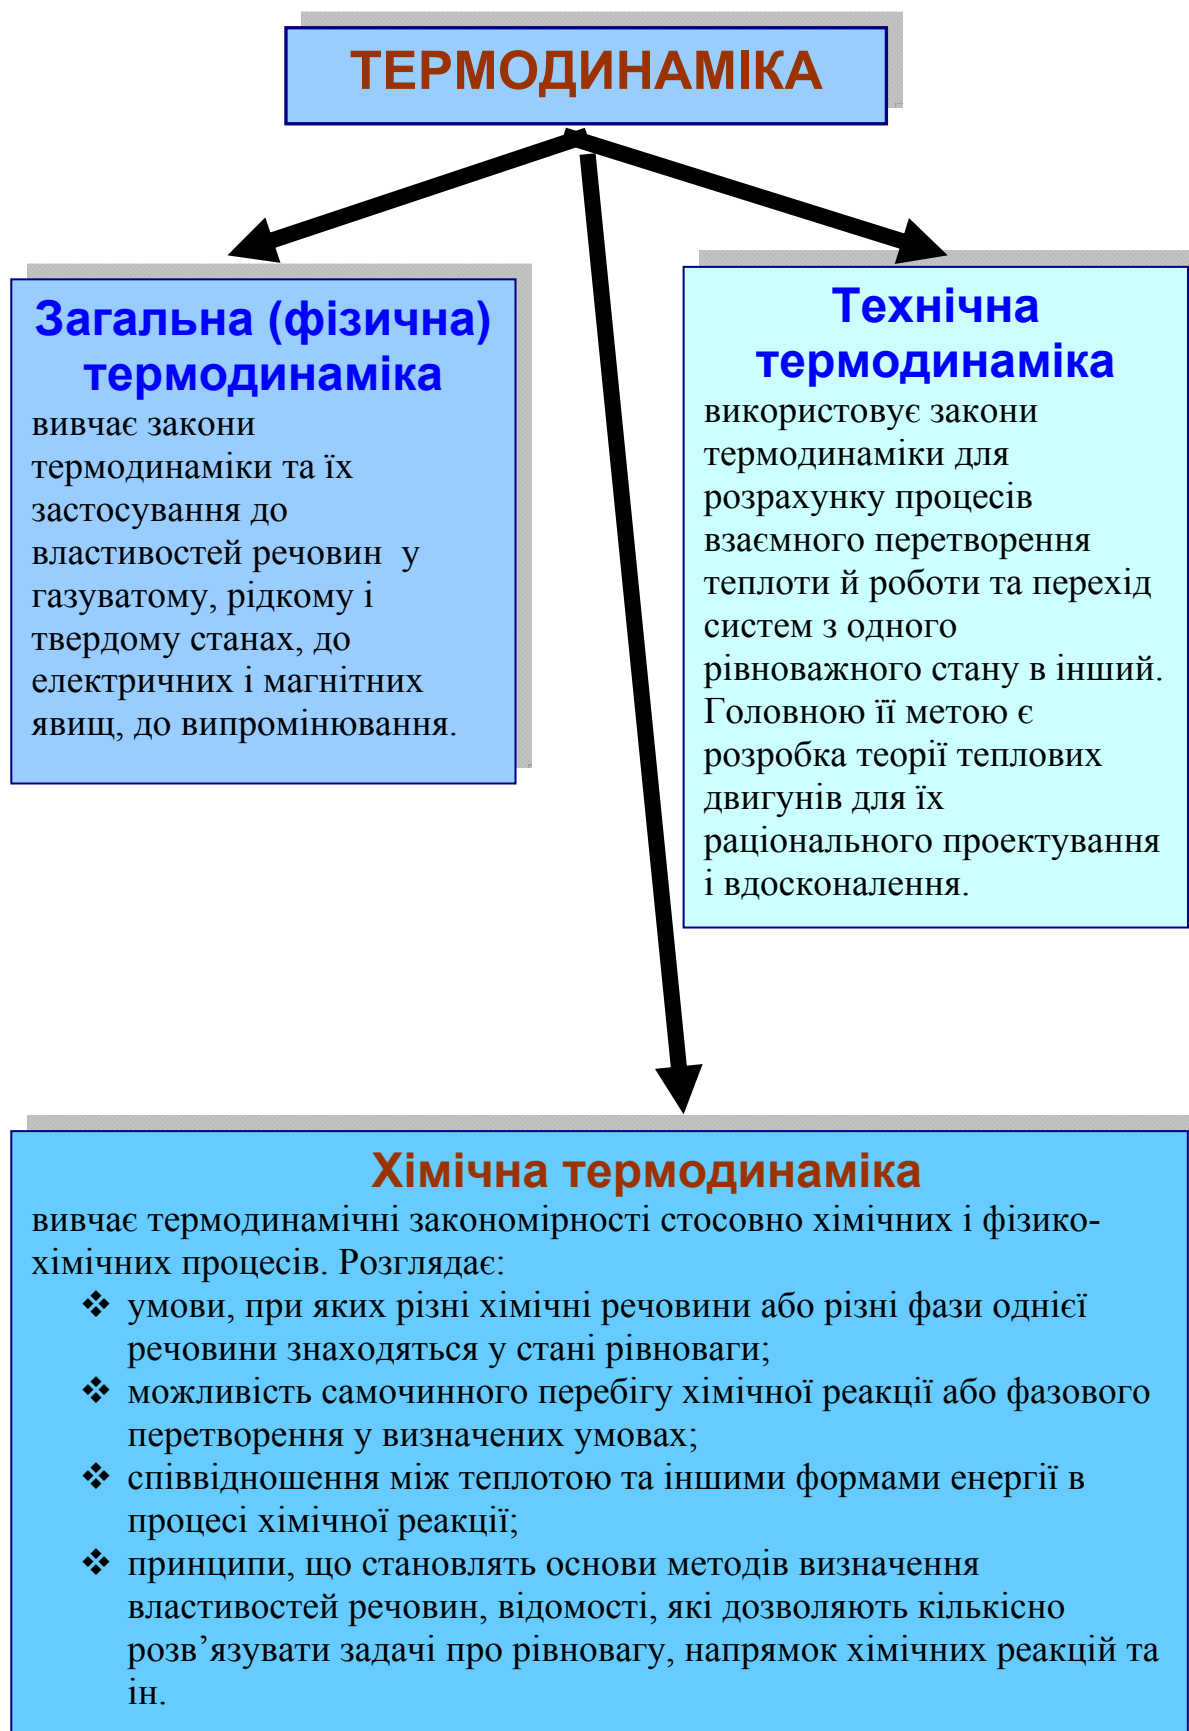 ТЕРМОДИНАМІКА
Загальна (фізична)
термодинаміка
вивчає закони
термодинаміки та їх
застосування до
властивостей речовин у
газуватому, рідкому і
твердому станах, до
електричних і магнітних
явищ, до випромінювання.
Технічна
термодинаміка
використовує закони
термодинаміки для
розрахунку процесів
взаємного перетворення
теплоти й роботи та перехід
систем з одного
рівноважного стану в інший.
Головною її метою є
розробка теорії теплових
двигунів для їх
раціонального проектування
і вдосконалення.
Хімічна термодинаміка
вивчає термодинамічні закономірності стосовно хімічних і фізико-
хімічних процесів. Розглядає:
❖ умови, при яких різні хімічні речовини або різні фази однієї
речовини знаходяться у стані рівноваги;
❖ можливість самочинного перебігу хімічної реакції або фазового
перетворення у визначених умовах;
❖ співвідношення між теплотою та іншими формами енергії в
процесі хімічної реакції;
❖ принципи, що становлять основи методів визначення
властивостей речовин, відомості, які дозволяють кількісно
розв’язувати задачі про рівновагу, напрямок хімічних реакцій та
ін.